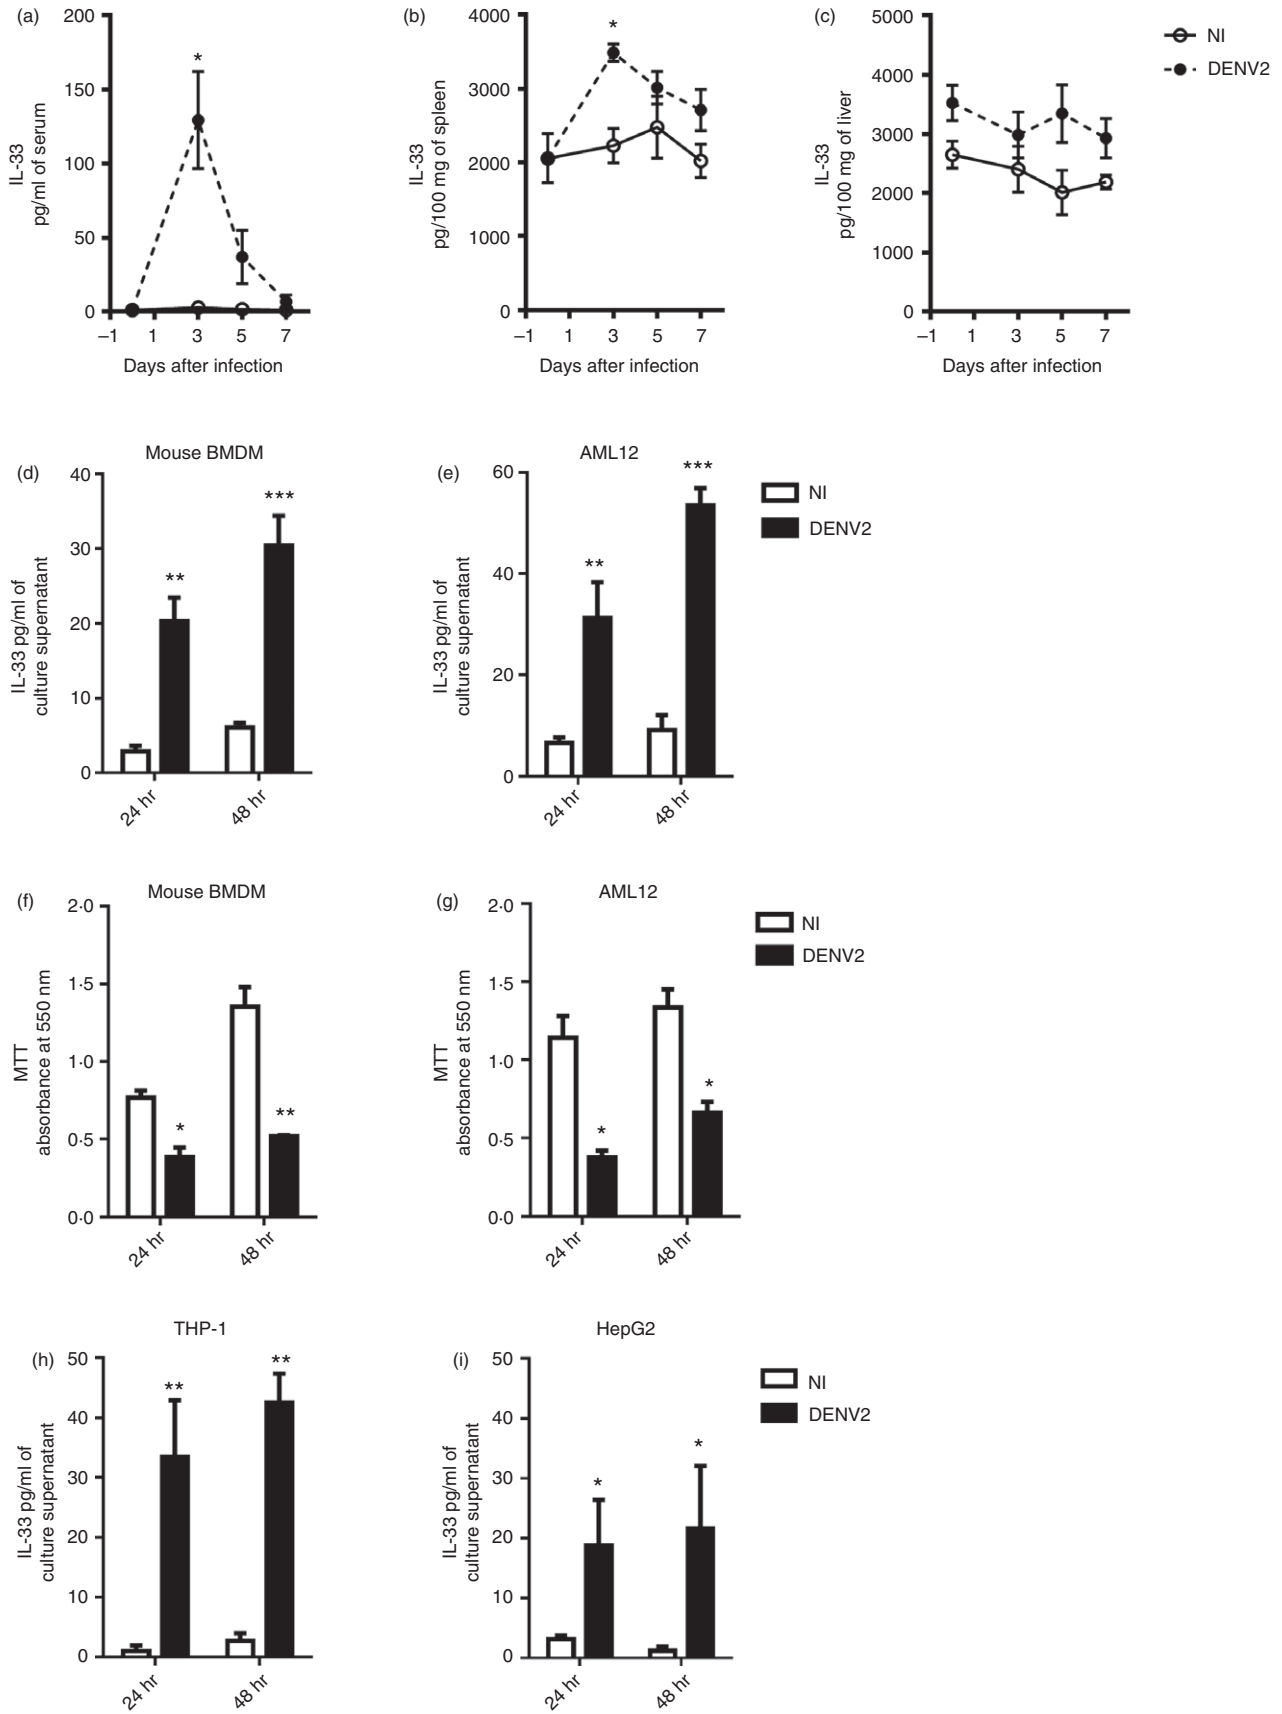 (a)
200
150
100
50
0
IL-33
pg/ml of serum
*
–1 1 3 5 7
Days after infection
(b)
4000
3000
2000
1000
0
IL-33
pg/100 mg of spleen
*
–1 1 3 5 7
Days after infection
(c)
5000
4000
3000
2000
1000
0
IL-33
pg/100 mg of liver
–1 1 3 5 7
Days after infection
NI
DENV2
Mouse BMDM
(d)
40
30
20
10
0
IL-33 pg/ml of
culture supernatant
**
***
24 hr
48 hr
AML12
(e)
60
40
20
0
IL-33 pg/ml of
culture supernatant
**
***
24 hr
48 hr
NI
DENV2
Mouse BMDM
(f)
2·0
1·5
1·0
0·5
0·0
MTT
absorbance at 550 nm
*
**
24 hr
48 hr
AML12
(g)
2·0
1·5
1·0
0·5
0·0
MTT
absorbance at 550 nm
*
*
24 hr
48 hr
NI
DENV2
THP-1
(h)
50
40
30
20
10
0
IL-33 pg/ml of
culture supernatant
**
**
24 hr
48 hr
HepG2
(i)
50
40
30
20
10
0
IL-33 pg/ml of
culture supernatant
*
*
24 hr
48 hr
NI
DENV2